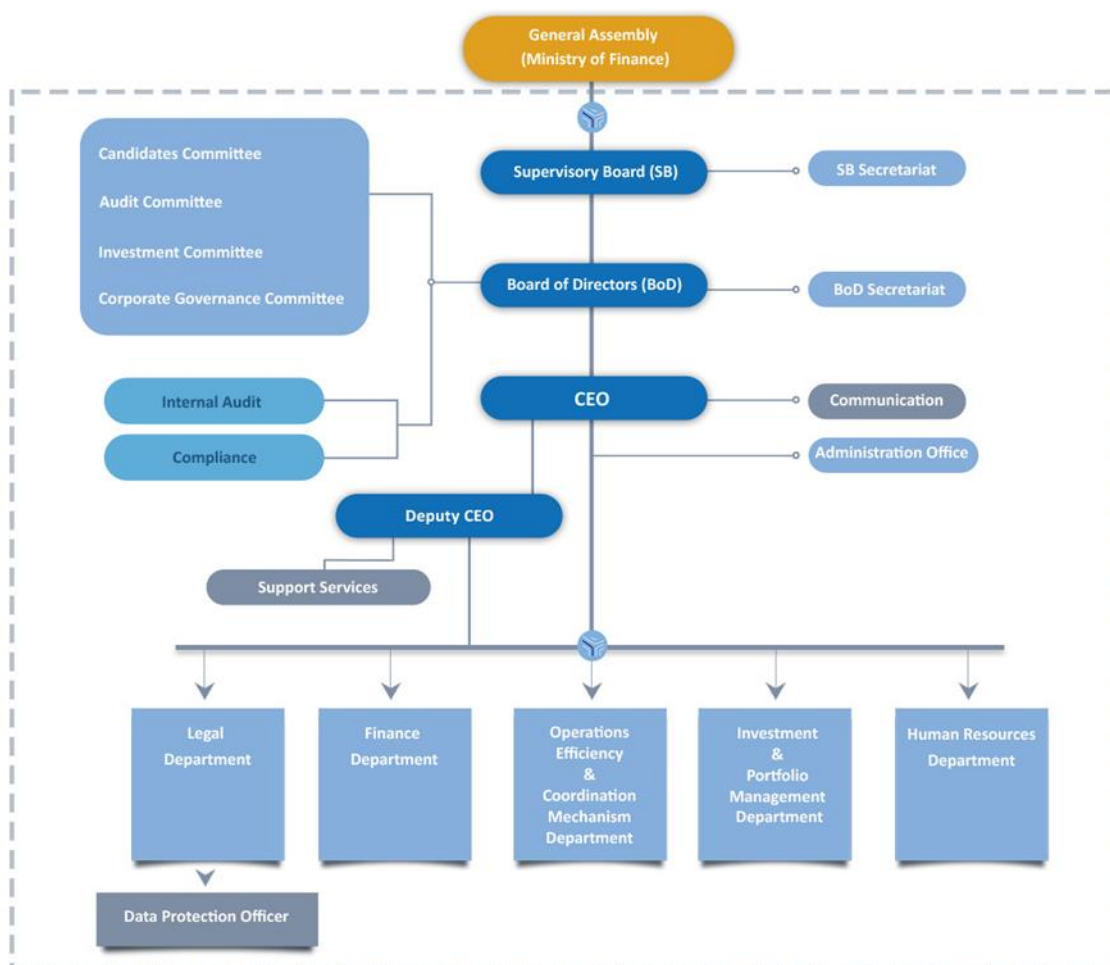 General Assembly
(Ministry of Finance)
Candidates Committee
Audit Committee
Investment Committee
Corporate Governance Committee
Supervisory Board (SB)
SB Secretariat
Board of Directors (BoD)
BoD Secretariat
Internal Audit
Compliance
CEO
Communication
Administration Office
Deputy CEO
Support Services
Legal
Department
Finance
Department
Operations
Efficiency
&
Coordination
Mechanism
Department
Investment
&
Portfolio
Management
Department
Human Resources
Department
Data Protection Officer